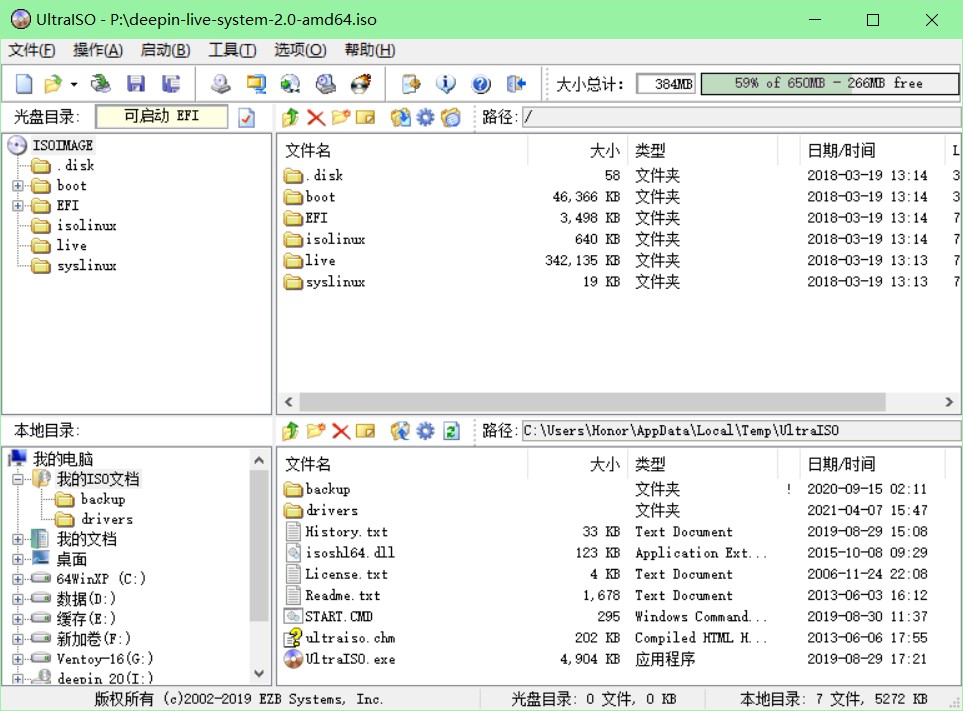 UltraISO - P:\deepin-live-system-2.0-amd64.iso
文件(F) 操作(A) 启动(B) 工具(T) 选项(O) 帮助(H)
大小总计: 384MB 59% of 650MB - 266MB free
光盘目录: 可启动 EFI 路径: /
ISOIMAGE
.disk
boot
EFI
isolinux
live
syslinux
文件名 大小 类型 日期/时间 L
.disk 58 文件夹 2018-03-19 13:14 3
boot 46,366 KB 文件夹 2018-03-19 13:14 3
EFI 3,498 KB 文件夹 2018-03-19 13:14 7
isolinux 640 KB 文件夹 2018-03-19 13:14 7
live 342,135 KB 文件夹 2018-03-19 13:13 7
syslinux 19 KB 文件夹 2018-03-19 13:13 7
本地目录: 路径: C:\Users\Honor\AppData\Local\Temp\UltraISO
我的电脑
我的ISO文档
backup
drivers
我的文档
桌面
64WinXP (C:)
数据(D:)
缓存(E:)
新加卷(F:)
Ventoy-16(G:)
deepin 20(I:)
文件名 大小 类型 日期/时间
backup 文件夹 ! 2020-09-15 02:11
drivers 文件夹 2021-04-07 15:47
History.txt 33 KB Text Document 2019-08-29 15:08
isoshl64.dll 123 KB Application Ext... 2015-10-08 09:29
License.txt 4 KB Text Document 2006-11-24 22:08
Readme.txt 1,678 Text Document 2013-06-03 16:12
START.CMD 295 Windows Command... 2019-08-30 11:37
ultraiso.chm 202 KB Compiled HTML H... 2013-06-06 17:55
UltraISO.exe 4,904 KB 应用程序 2019-08-29 17:21
版权所有 (c)2002-2019 EZB Systems, Inc. 光盘目录: 0 文件, 0 KB 本地目录: 7 文件, 5272 KB